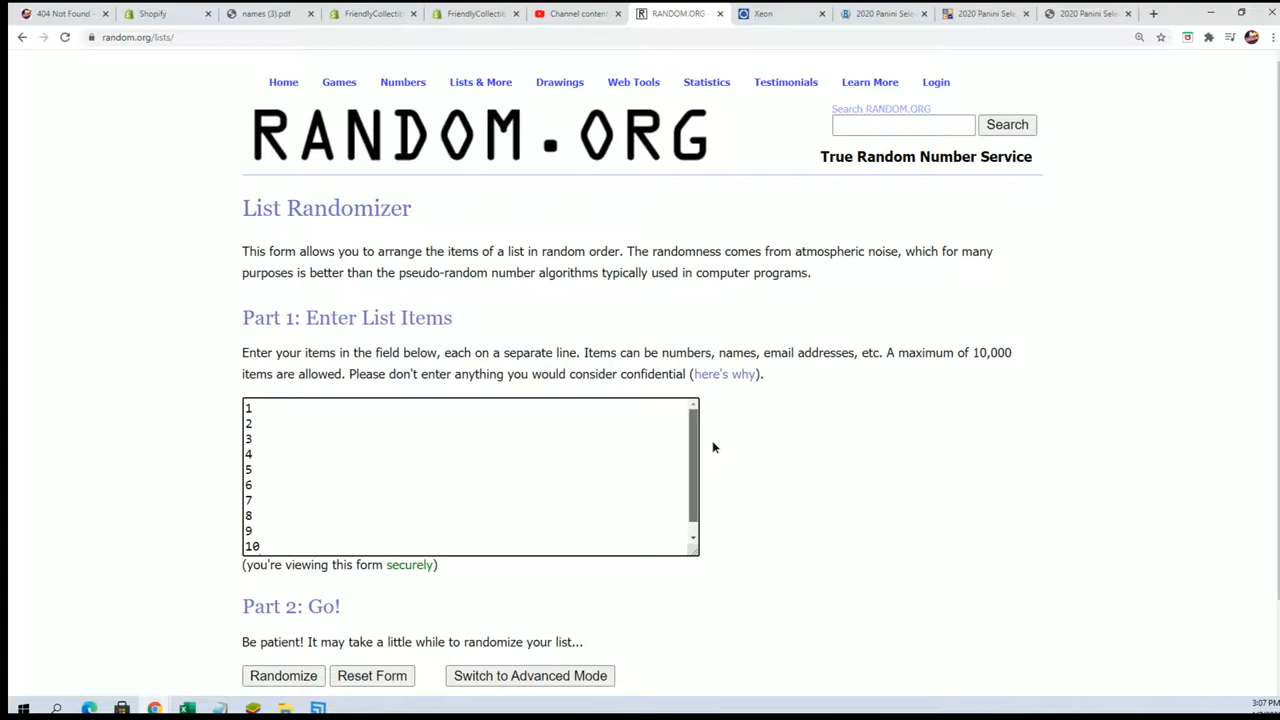 404 Not Found -
Shopify
names (3).pdf
FriendlyCollectib
FriendlyCollectib
Channel content
RANDOM.ORG -
Xeon
2020 Panini Sele
2020 Panini Sele
2020 Panini Sele
random.org/lists/
Home Games Numbers Lists & More Drawings Web Tools Statistics Testimonials Learn More Login
RANDOM.ORG
Search RANDOM.ORG
Search
True Random Number Service
List Randomizer
This form allows you to arrange the items of a list in random order. The randomness comes from atmospheric noise, which for many
purposes is better than the pseudo-random number algorithms typically used in computer programs.
Part 1: Enter List Items
Enter your items in the field below, each on a separate line. Items can be numbers, names, email addresses, etc. A maximum of 10,000
items are allowed. Please don't enter anything you would consider confidential (here's why).
1
2
3
4
5
6
7
8
9
10
(you're viewing this form securely)
Part 2: Go!
Be patient! It may take a little while to randomize your list...
Randomize Reset Form Switch to Advanced Mode
3:07 PM